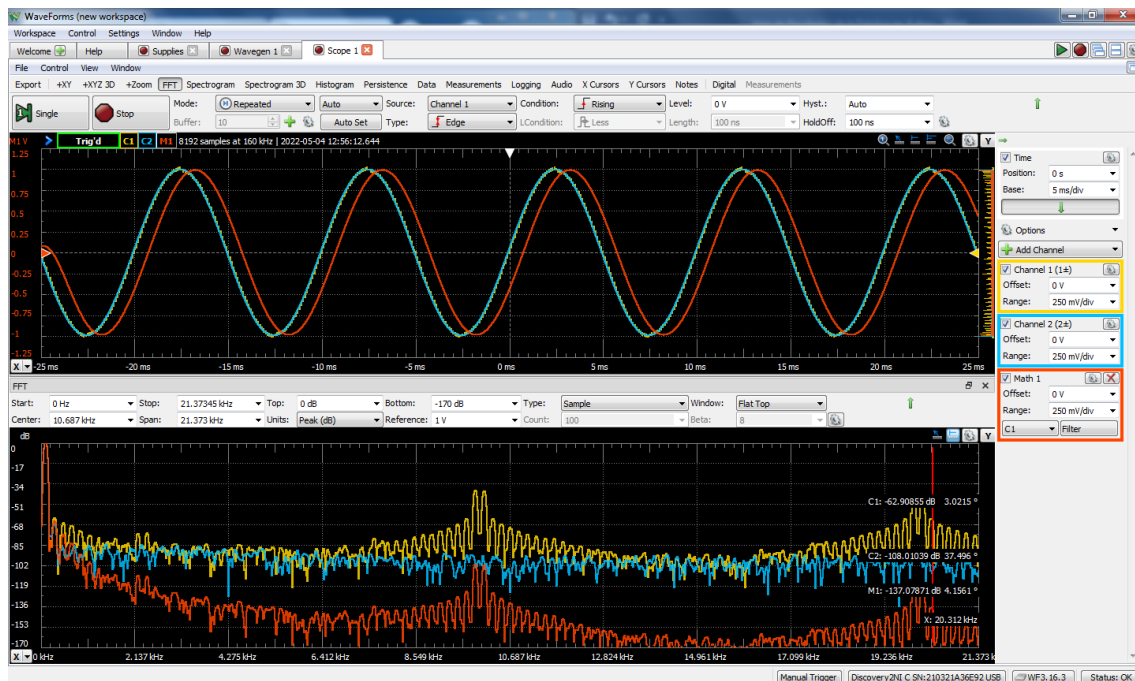 WaveForms (new workspace)
Workspace Control Settings Window Help
Welcome Help Supplies Wavegen 1 Scope 1
File Control View Window
Export +XY +XYZ 3D +Zoom FFT Spectrogram Spectrogram 3D Histogram Persistence Data Measurements Logging Audio X Cursors Y Cursors Notes Digital Measurements
Single Stop Mode: Repeated Auto Source: Channel 1 Condition: Rising Level: 0 V Hyst.: Auto
Buffer: 10 Auto Set Type: Edge LCondition: Less Length: 100 ns HoldOff: 100 ns
M1 V Trig'd C1 C2 M1 8192 samples at 160 kHz | 2022-05-04 12:56:12.644 Y
1.25
1
0.75
0.5
0.25
0
-0.25
-0.5
-0.75
-1
-1.25
X -25 ms -20 ms -15 ms -10 ms -5 ms 0 ms 5 ms 10 ms 15 ms 20 ms 25 ms
Time
Position: 0 s
Base: 5 ms/div
Options
Add Channel
Channel 1 (1±)
Offset: 0 V
Range: 250 mV/div
Channel 2 (2±)
Offset: 0 V
Range: 250 mV/div
Math 1
Offset: 0 V
Range: 250 mV/div
C1 Filter
FFT
Start: 0 Hz Stop: 21.37345 kHz Top: 0 dB Bottom: -170 dB Type: Sample Window: Flat Top
Center: 10.687 kHz Span: 21.373 kHz Units: Peak (dB) Reference: 1 V Count: 100 Beta: 8
dB Y
0
-17
-34
-51
-68
-85
-102
-119
-136
-153
-170
C1: -62.90855 dB 3.0215 °
C2: -108.01039 dB 37.496 °
M1: -137.07871 dB 4.1561 °
X: 20.312 kHz
X 0 kHz 2.137 kHz 4.275 kHz 6.412 kHz 8.549 kHz 10.687 kHz 12.824 kHz 14.961 kHz 17.099 kHz 19.236 kHz 21.373 k
Manual Trigger Discovery2NI C SN:210321A36E92 USB WF3.16.3 Status: OK